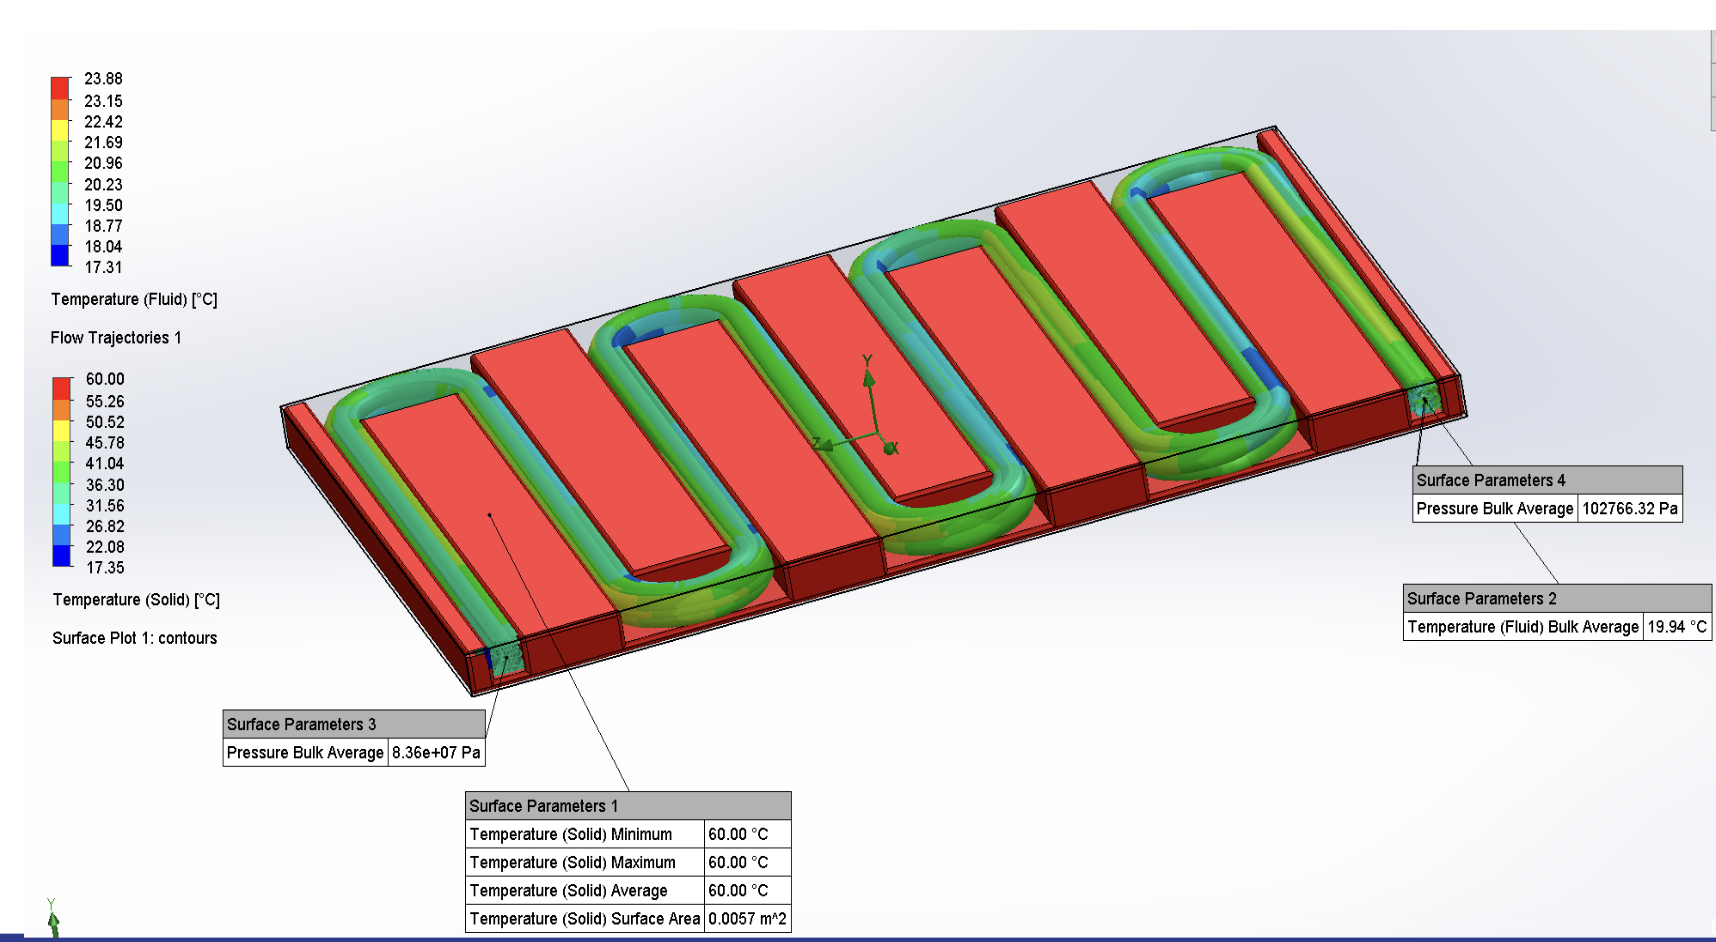 23.88
23.15
22.42
21.69
20.96
20.23
19.50
18.77
18.04
17.31
Temperature (Fluid) [°C]
Flow Trajectories 1
60.00
55.26
50.52
45.78
41.04
36.30
31.56
26.82
22.08
17.35
Temperature (Solid) [°C]
Surface Plot 1: contours
Y
Z
X
Surface Parameters 4
Pressure Bulk Average 102766.32 Pa
Surface Parameters 2
Temperature (Fluid) Bulk Average 19.94 °C
Surface Parameters 3
Pressure Bulk Average 8.36e+07 Pa
Surface Parameters 1
Temperature (Solid) Minimum 60.00 °C
Temperature (Solid) Maximum 60.00 °C
Temperature (Solid) Average 60.00 °C
Temperature (Solid) Surface Area 0.0057 m^2
Y